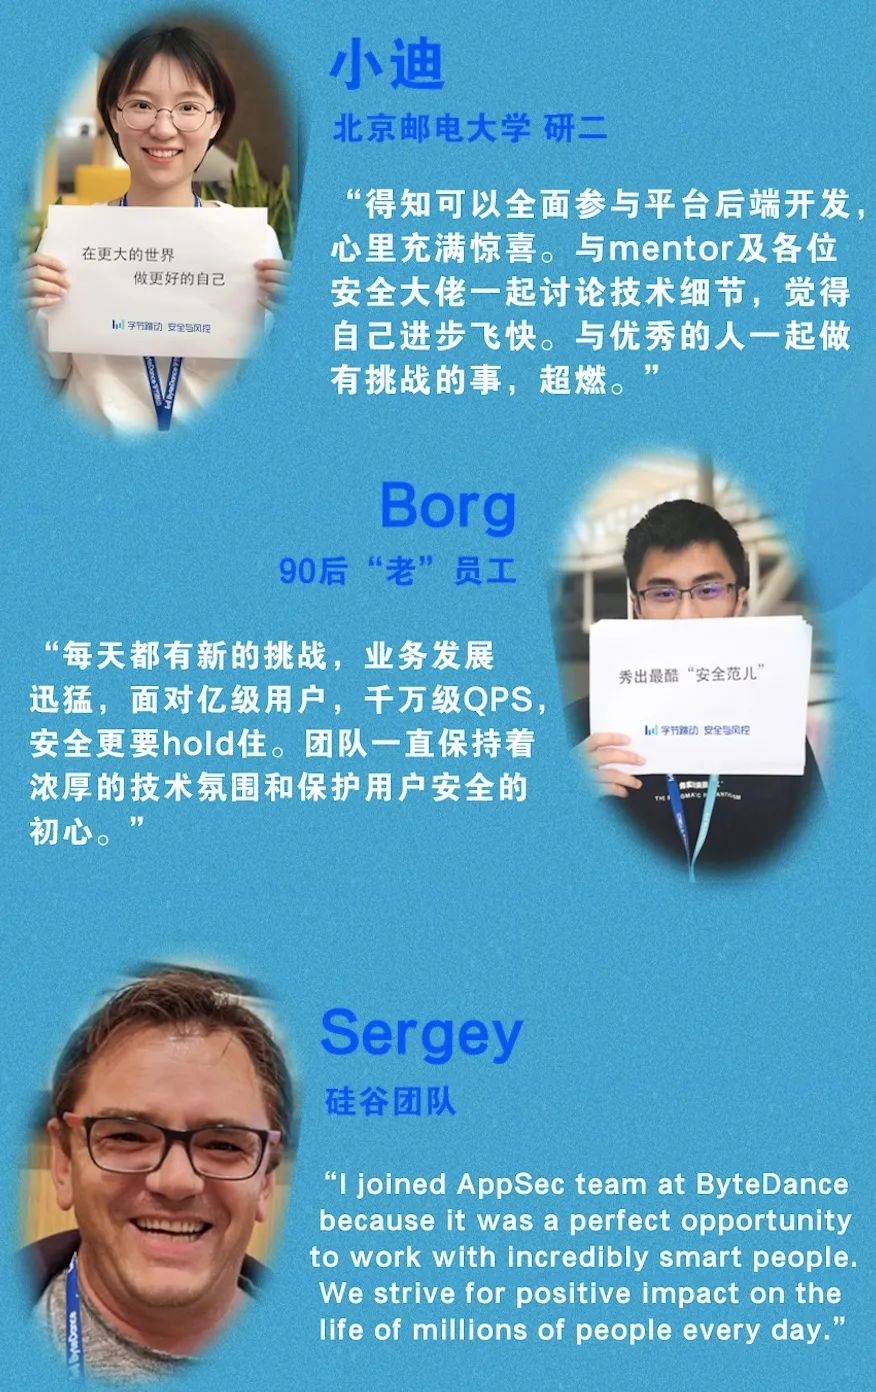 小迪
北京邮电大学 研二
在更大的世界
做更好的自己
字节跳动 安全与风控
ByteDance
“得知可以全面参与平台后端开发，
心里充满惊喜。与mentor及各位
安全大佬一起讨论技术细节，觉得
自己进步飞快。与优秀的人一起做
有挑战的事，超燃。”
Borg
90后“老”员工
“每天都有新的挑战，业务发展
迅猛，面对亿级用户，千万级QPS，
安全更要hold住。团队一直保持着
浓厚的技术氛围和保护用户安全的
初心。”
秀出最酷“安全范儿”
字节跳动 安全与风控
Sergey
硅谷团队
“I joined AppSec team at ByteDance
because it was a perfect opportunity
to work with incredibly smart people.
We strive for positive impact on the
life of millions of people every day.”
ByteDance